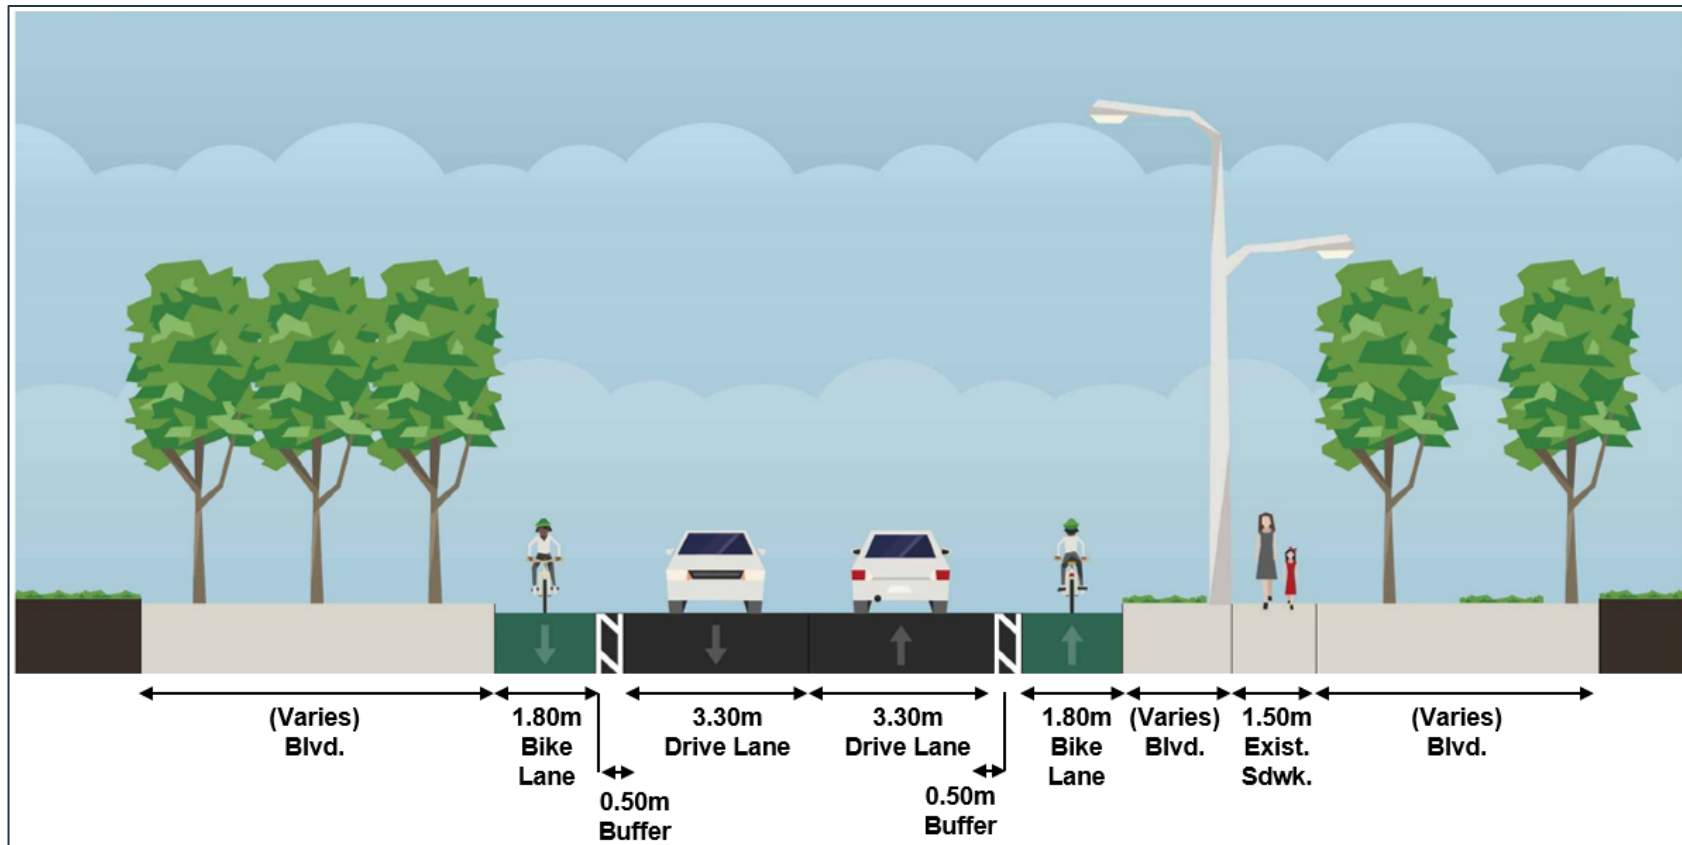 (Varies)
Blvd.
1.80m
Bike
Lane
0.50m
Buffer
3.30m
Drive Lane
3.30m
Drive Lane
0.50m
Buffer
1.80m
Bike
Lane
(Varies)
Blvd.
1.50m
Exist.
Sdwk.
(Varies)
Blvd.